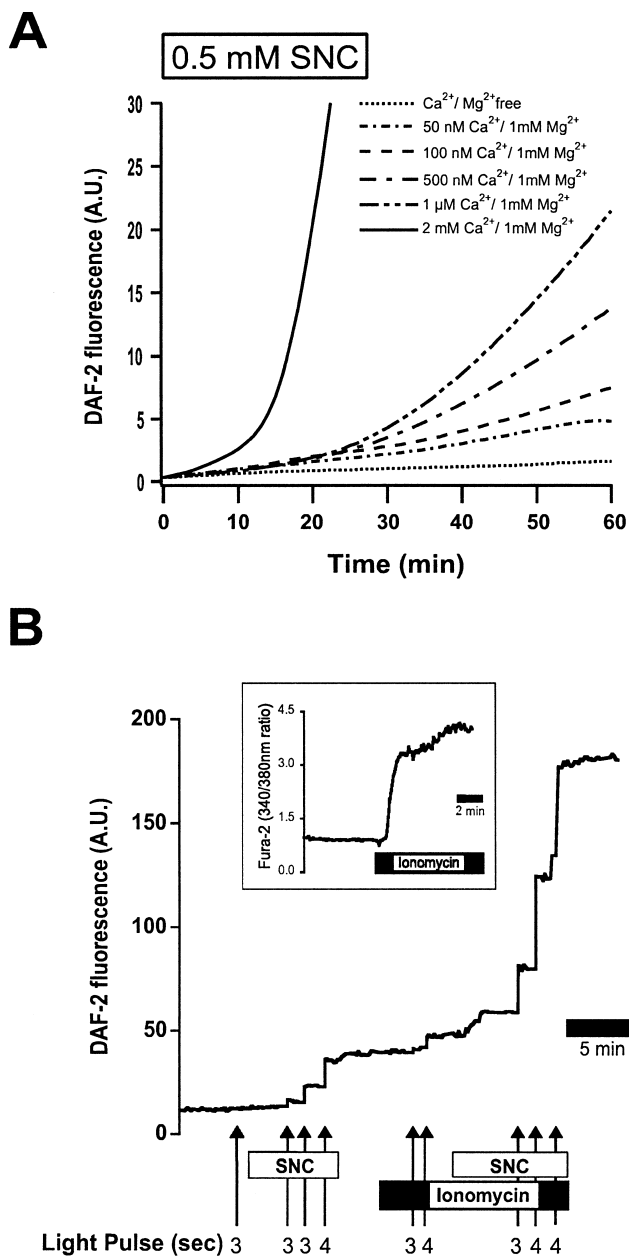 A
0.5 mM SNC
30
25
20
15
10
5
0
DAF-2 fluorescence (A.U.)
Ca2+/ Mg2+free
50 nM Ca2+/ 1mM Mg2+
100 nM Ca2+/ 1mM Mg2+
500 nM Ca2+/ 1mM Mg2+
1 µM Ca2+/ 1mM Mg2+
2 mM Ca2+/ 1mM Mg2+
0 10 20 30 40 50 60
Time (min)
B
200
150
100
50
0
DAF-2 fluorescence (A.U.)
4.5
3.0
1.5
0.0
Fura-2 (340/380nm ratio)
2 min
Ionomycin
5 min
SNC SNC
Ionomycin
Light Pulse (sec) 3 3 3 4 3 4 3 4 4